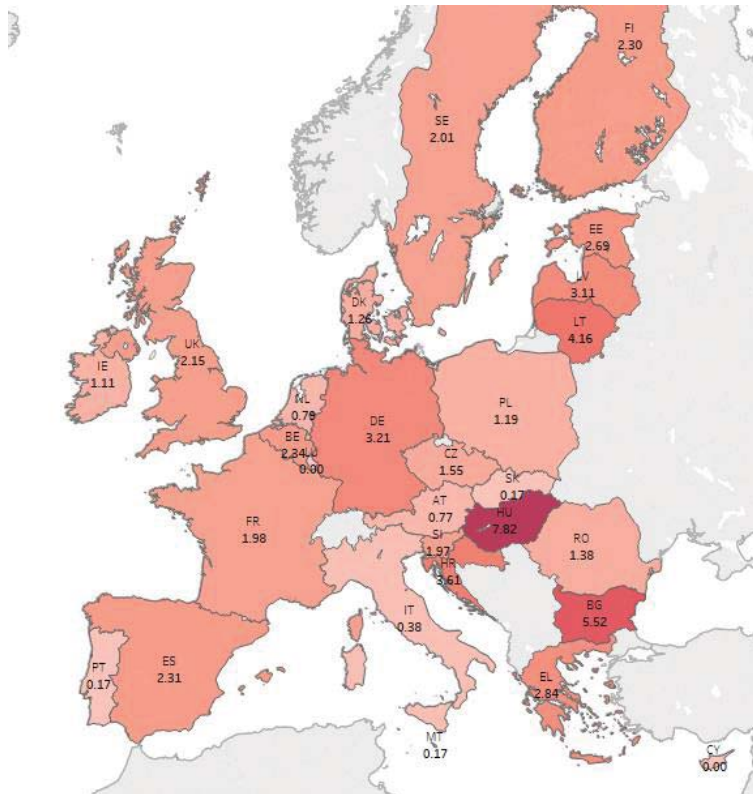 FI
2.30
SE
2.01
EE
2.69
LV
3.11
LT
4.16
DK
1.26
UK
2.15
IE
1.11
NL
0.79
PL
1.19
DE
3.21
BE
2.34
LU
0.00
CZ
1.55
SK
0.17
AT
0.77
HU
7.82
FR
1.98
SI
1.97
HR
3.61
RO
1.38
BG
5.52
IT
0.38
PT
0.17
ES
2.31
EL
2.84
MT
0.17
CY
0.00